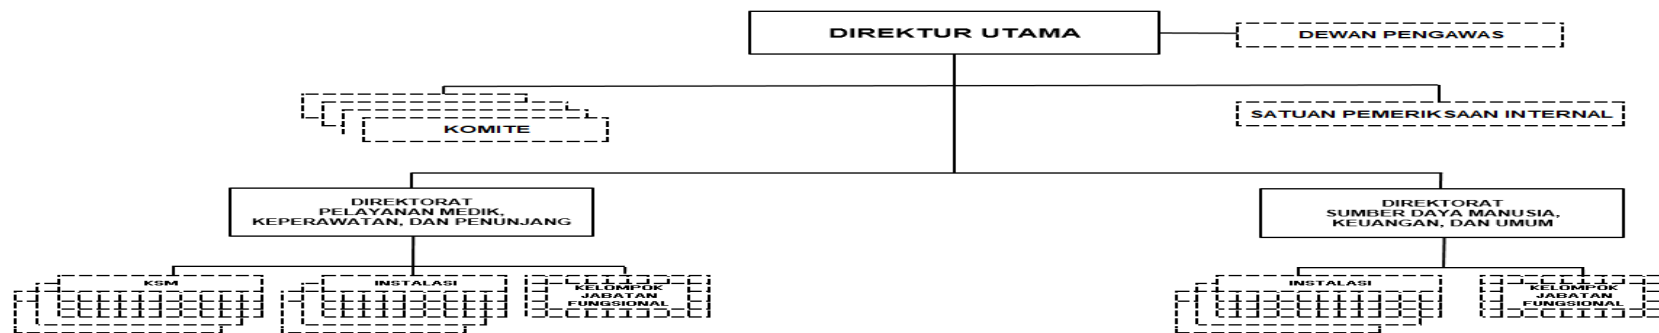 DIREKTUR UTAMA
DEWAN PENGAWAS
KOMITE
SATUAN PEMERIKSAAN INTERNAL
DIREKTORAT
PELAYANAN MEDIK,
KEPERAWATAN, DAN PENUNJANG
DIREKTORAT
SUMBER DAYA MANUSIA,
KEUANGAN, DAN UMUM
KSM
INSTALASI
KELOMPOK
JABATAN
FUNGSIONAL
INSTALASI
KELOMPOK
JABATAN
FUNGSIONAL